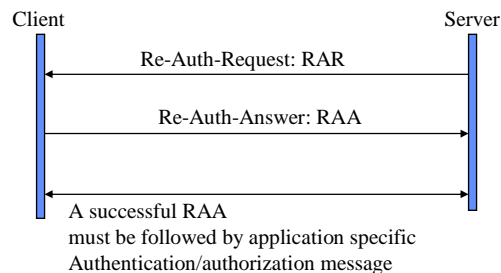 Client
Server
Re-Auth-Request: RAR
Re-Auth-Answer: RAA
A successful RAA
must be followed by application specific
Authentication/authorization message